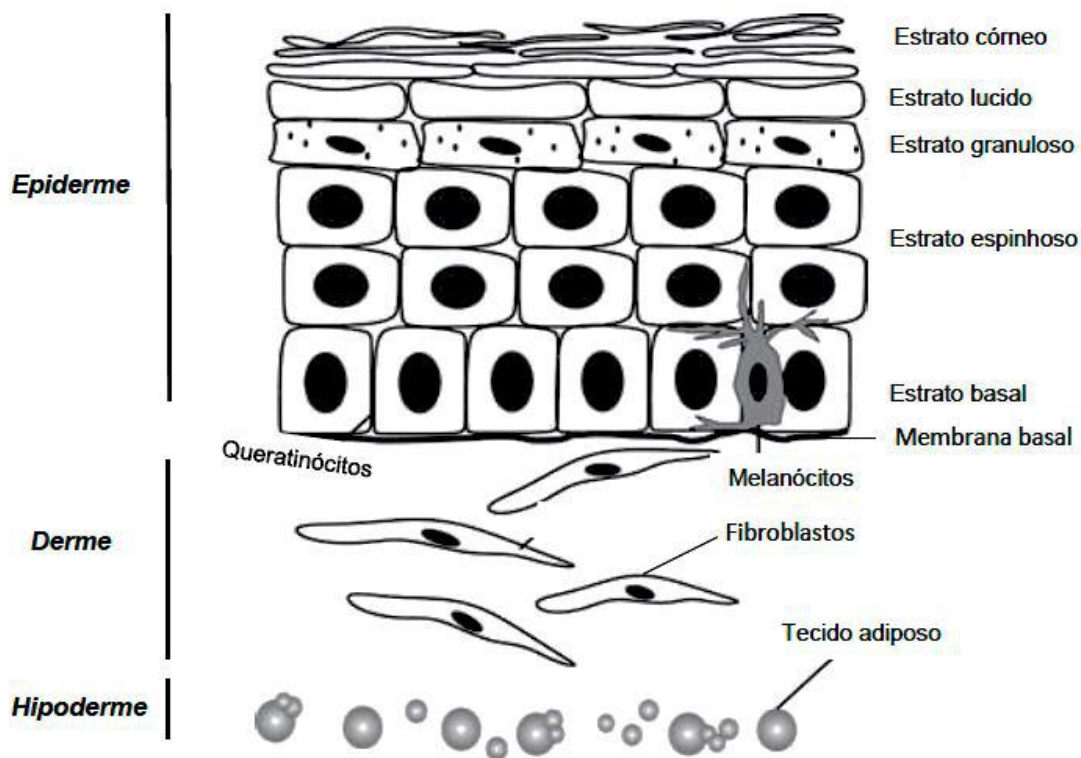 Estrato córneo
Estrato lucido
Estrato granuloso
Epiderme
Estrato espinhoso
Estrato basal
Membrana basal
Queratinócitos
Melanócitos
Derme
Fibroblastos
Tecido adiposo
Hipoderme